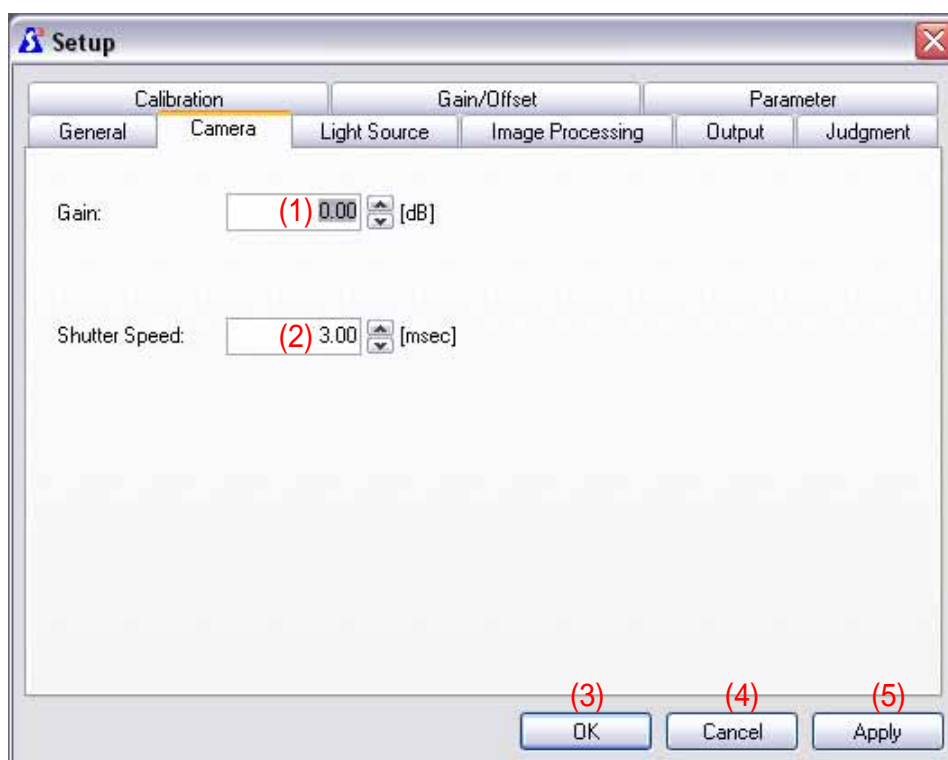 Setup
Calibration Gain/Offset Parameter
General Camera Light Source Image Processing Output Judgment
Gain: (1) 0.00 [dB]
Shutter Speed: (2) 3.00 [msec]
(3) (4) (5)
OK Cancel Apply